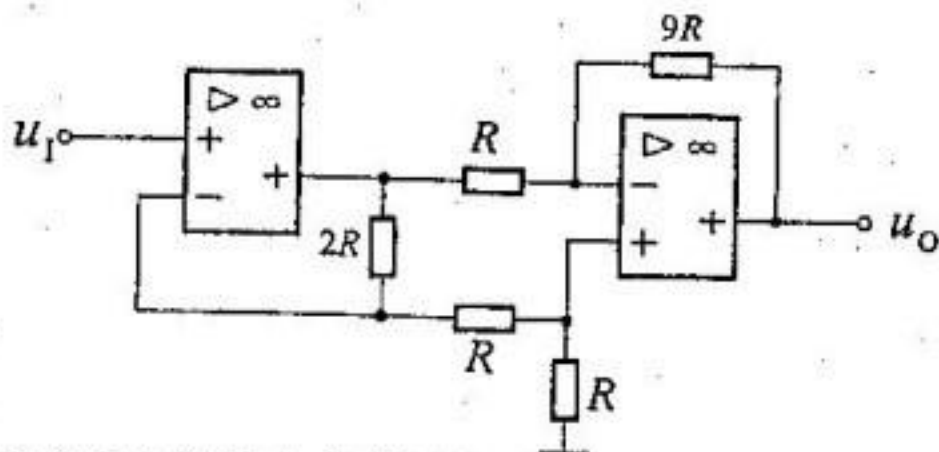 9R
▷ ∞
u_I
+
−
+
R
▷ ∞
−
+
+
u_O
2R
R
R